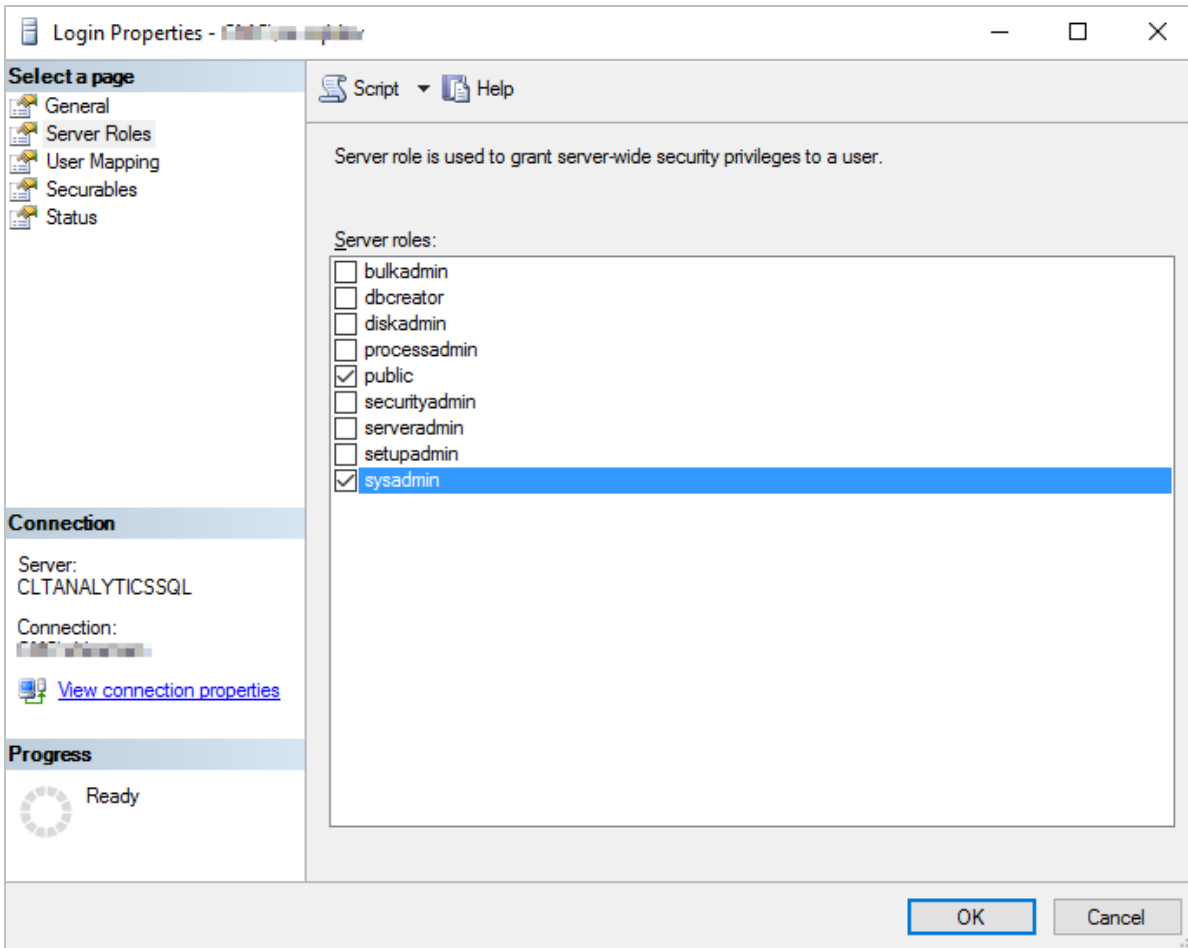 Login Properties -
Select a page
General
Server Roles
User Mapping
Securables
Status
Script
Help
Server role is used to grant server-wide security privileges to a user.
Server roles:
bulkadmin
dbcreator
diskadmin
processadmin
public
securityadmin
serveradmin
setupadmin
sysadmin
Connection
Server:
CLTANALYTICSSQL
Connection:
View connection properties
Progress
Ready
OK
Cancel